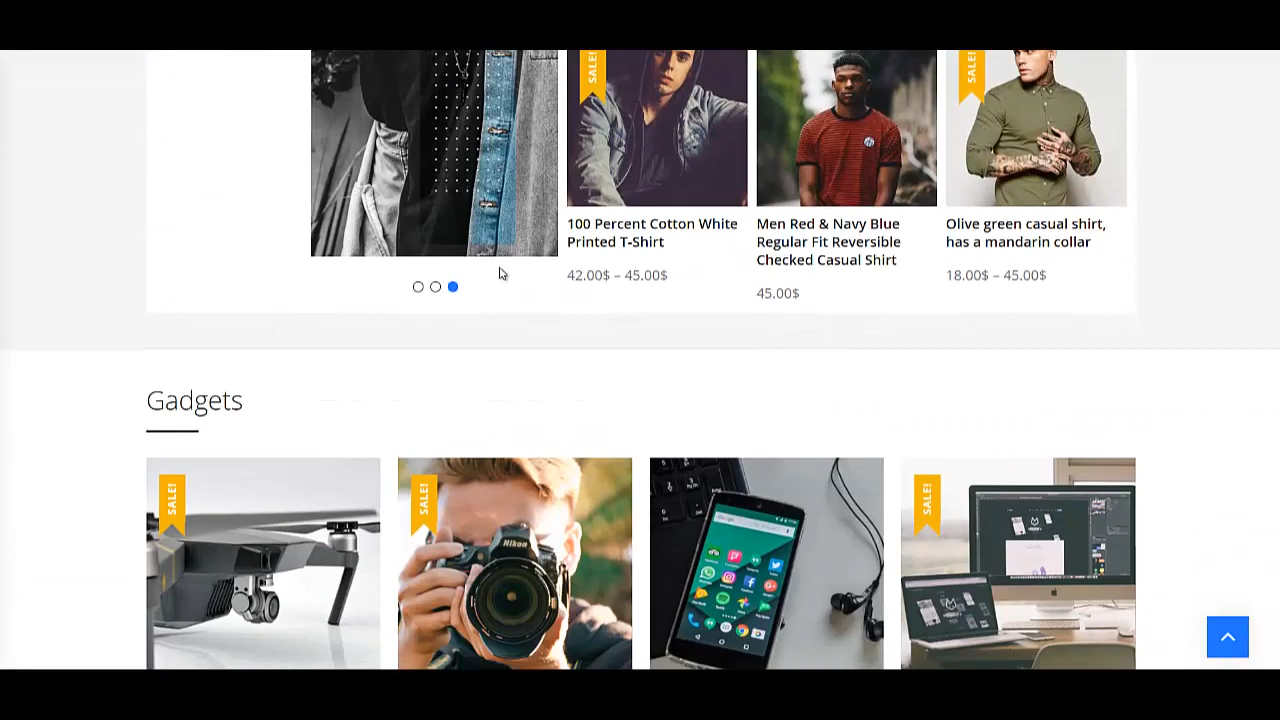 SALE!
SALE!
100 Percent Cotton White
Printed T-Shirt
42.00$ – 45.00$
Men Red & Navy Blue
Regular Fit Reversible
Checked Casual Shirt
45.00$
Olive green casual shirt,
has a mandarin collar
18.00$ – 45.00$
Gadgets
SALE!
SALE!
Nikon
SALE!